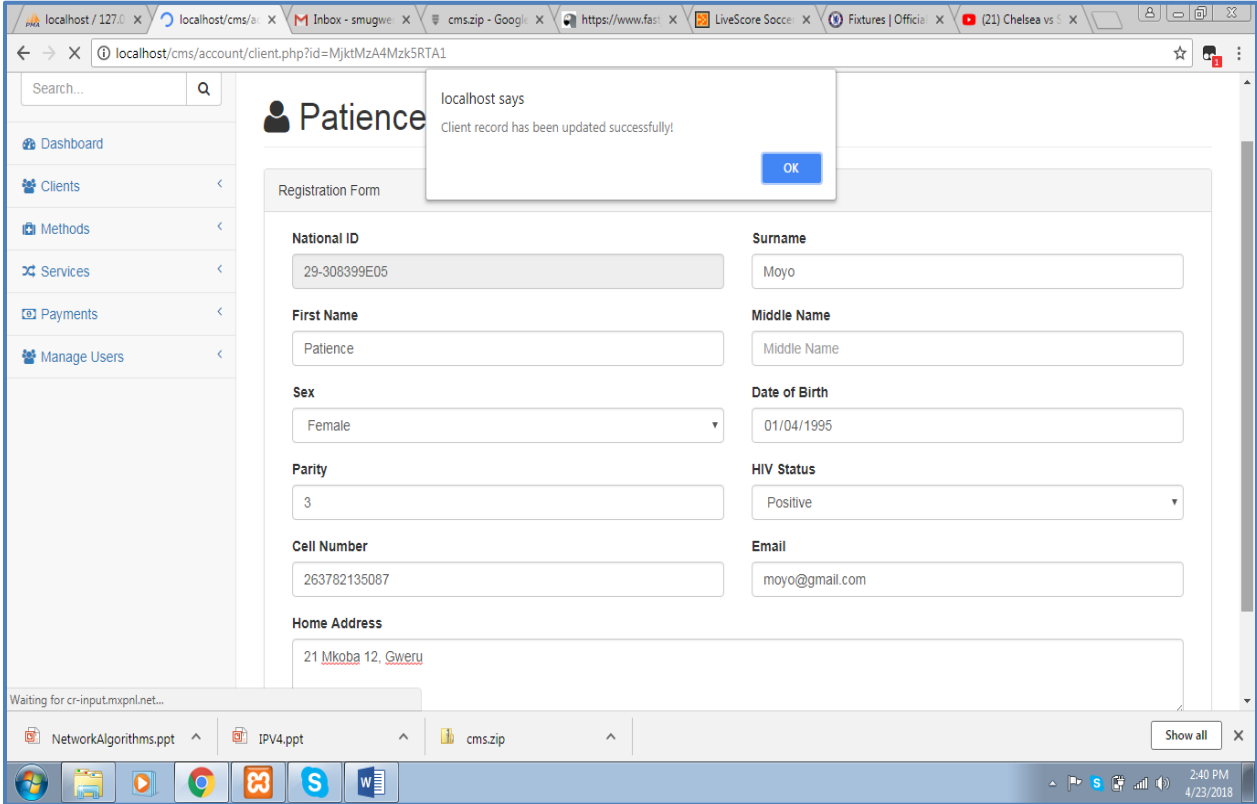 localhost / 127.0
localhost/cms/ac
Inbox - smugwe
cms.zip - Google
https://www.fast
LiveScore Soccer
Fixtures | Official
(21) Chelsea vs S
localhost/cms/account/client.php?id=MjktMzA4Mzk5RTA1
1
Search...
Dashboard
Clients
Methods
Services
Payments
Manage Users
Patience
localhost says
Client record has been updated successfully!
OK
Registration Form
National ID
Surname
29-308399E05
Moyo
First Name
Middle Name
Patience
Middle Name
Sex
Date of Birth
Female
01/04/1995
Parity
HIV Status
3
Positive
Cell Number
Email
263782135087
moyo@gmail.com
Home Address
21 Mkoba 12, Gweru
Waiting for cr-input.mxpnl.net...
NetworkAlgorithms.ppt
IPV4.ppt
cms.zip
Show all
2:40 PM
4/23/2018